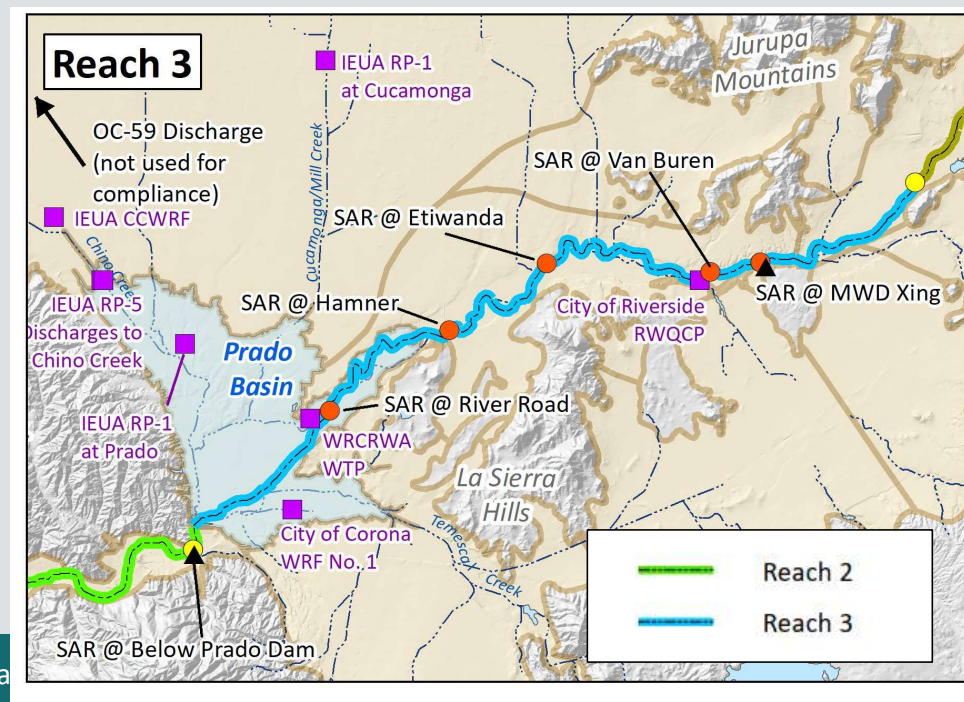 Reach 3
OC-59 Discharge
(not used for
compliance)
IEUA RP-1
at Cucamonga
Jurupa
Mountains
SAR @ Van Buren
IEUA CCWRF
SAR @ Etiwanda
Cucamonga/Mill Creek
Chino Creek
IEUA RP-5
Discharges to
Chino Creek
SAR @ Hamner
City of Riverside
RWQCP
SAR @ MWD Xing
Prado
Basin
IEUA RP-1
at Prado
SAR @ River Road
WRCRWA
WTP
La Sierra
Hills
City of Corona
WRF No. 1
Temescal Creek
Reach 2
Reach 3
SAR @ Below Prado Dam